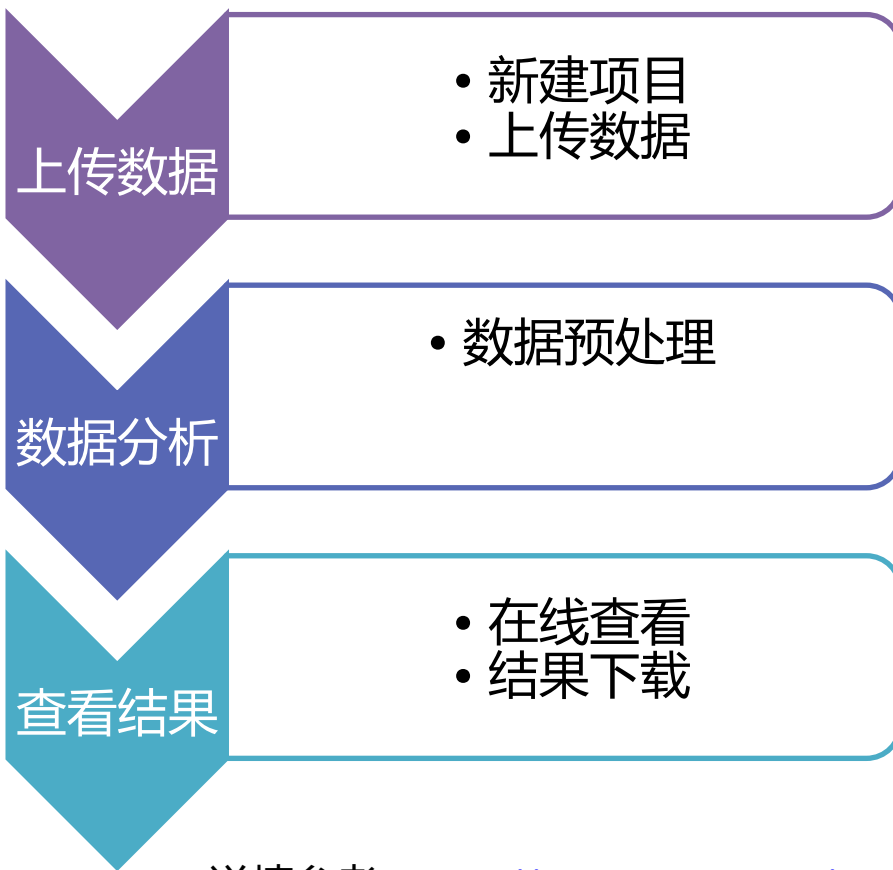 • 新建项目
• 上传数据
上传数据
• 数据预处理
数据分析
• 在线查看
• 结果下载
查看结果